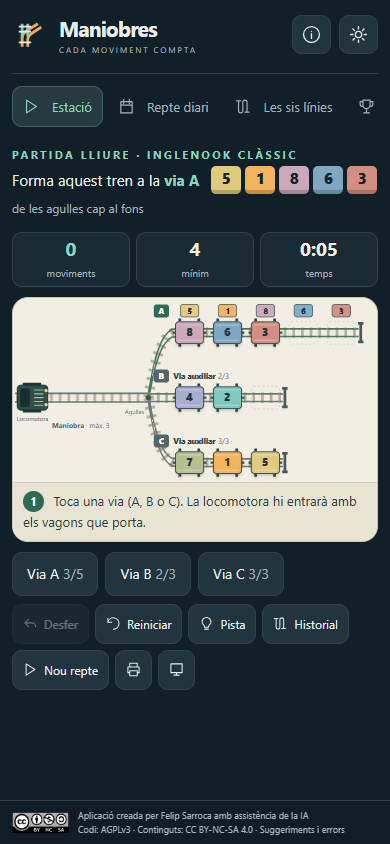 Maniobres
CADA MOVIMENT COMPTA
Estació Repte diari Les sis línies
PARTIDA LLIURE · INGLENOOK CLÀSSIC
Forma aquest tren a la via A 5 1 8 6 3
de les agulles cap al fons
0 4 0:05
moviments mínim temps
A 5 1 8 6 3
8 6 3
B Via auxiliar 2/3
4 2
Locomotora
Agulles
Maniobra · màx. 3
C Via auxiliar 3/3
7 1 5
1 Toca una via (A, B o C). La locomotora hi entrarà amb
els vagons que porta.
Via A 3/5 Via B 2/3 Via C 3/3
Desfer Reiniciar Pista Historial
Nou repte
CC BY NC SA
Aplicació creada per Felip Sarroca amb assistència de la IA
Codi: AGPLv3 · Continguts: CC BY-NC-SA 4.0 · Suggeriments i errors